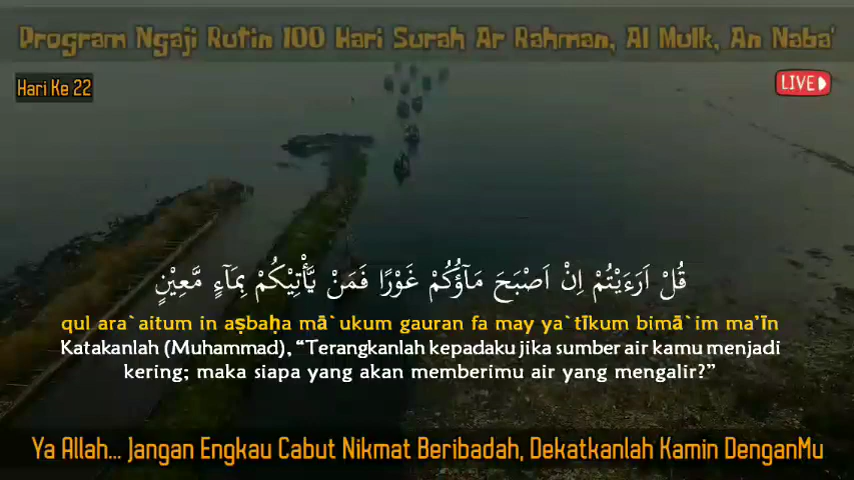 Program Ngaji Rutin 100 Hari Surah Ar Rahman, Al Mulk, An Naba'
Hari Ke 22
LIVE
قُلْ اَرَءَيْتُمْ اِنْ اَصْبَحَ مَاۤؤُكُمْ غَوْرًا فَمَنْ يَّأْتِيْكُمْ بِمَاۤءٍ مَّعِيْنٍ
qul ara`aitum in aṣbaḥa mā`ukum gauran fa may ya`tīkum bimā`im ma’īn
Katakanlah (Muhammad), “Terangkanlah kepadaku jika sumber air kamu menjadi
kering; maka siapa yang akan memberimu air yang mengalir?”
Ya Allah... Jangan Engkau Cabut Nikmat Beribadah, Dekatkanlah Kamin DenganMu